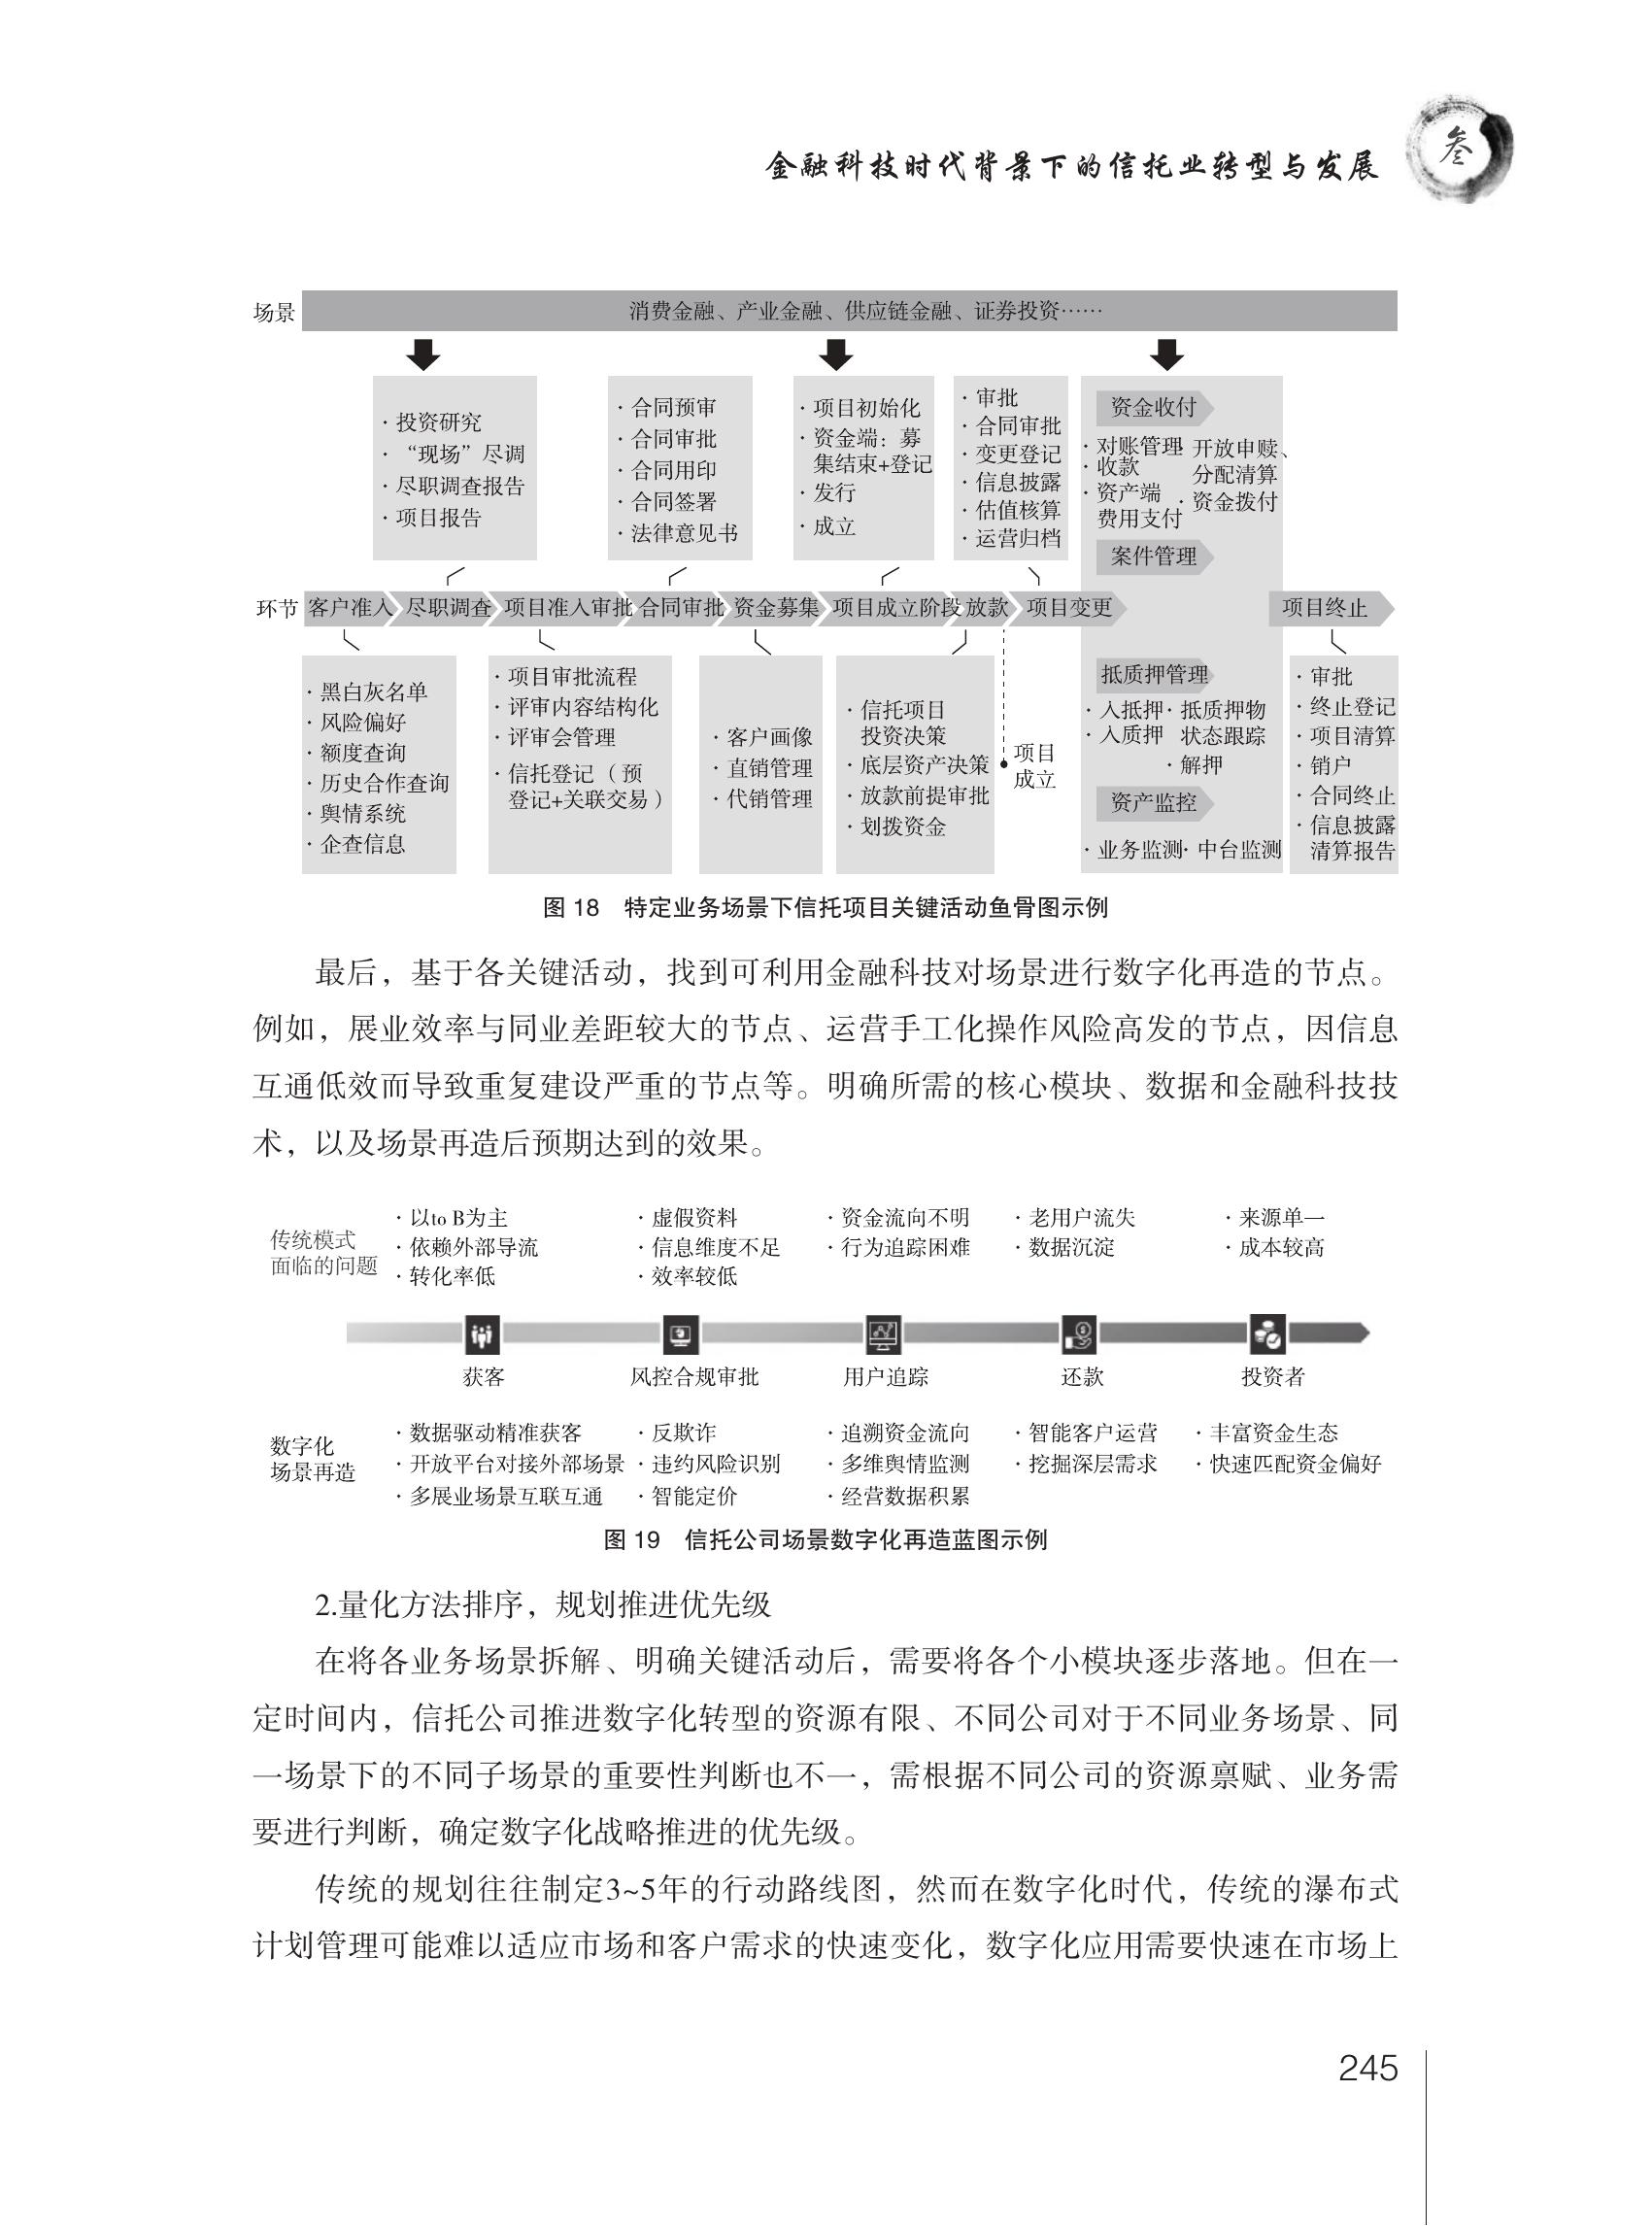 金融科技时代背景下的信托业转型与发展
叁
场景
消费金融、产业金融、供应链金融、证券投资……
·投资研究
·“现场”尽调
·尽职调查报告
·项目报告
·合同预审
·合同审批
·合同用印
·合同签署
·法律意见书
·项目初始化
·资金端：募
集结束+登记
·发行
·成立
·审批
·合同审批
·变更登记
·信息披露
·估值核算
·运营归档
资金收付
·对账管理
·收款
·资产端
费用支付
开放申赎、
分配清算
·资金拨付
案件管理
环节
客户准入
尽职调查
项目准入审批
合同审批
资金募集
项目成立阶段
放款
项目变更
项目终止
·黑白灰名单
·风险偏好
·额度查询
·历史合作查询
·舆情系统
·企查信息
·项目审批流程
·评审内容结构化
·评审会管理
·信托登记（预
登记+关联交易）
·客户画像
·直销管理
·代销管理
·信托项目
投资决策
·底层资产决策
·放款前提审批
·划拨资金
项目
成立
抵质押管理
·入抵押
·入质押
·抵质押物
状态跟踪
·解押
资产监控
·业务监测
·中台监测
·审批
·终止登记
·项目清算
·销户
·合同终止
·信息披露
清算报告
图 18 特定业务场景下信托项目关键活动鱼骨图示例
最后，基于各关键活动，找到可利用金融科技对场景进行数字化再造的节点。
例如，展业效率与同业差距较大的节点、运营手工化操作风险高发的节点，因信息
互通低效而导致重复建设严重的节点等。明确所需的核心模块、数据和金融科技技
术，以及场景再造后预期达到的效果。
传统模式
面临的问题
·以to B为主
·依赖外部导流
·转化率低
·虚假资料
·信息维度不足
·效率较低
·资金流向不明
·行为追踪困难
·老用户流失
·数据沉淀
·来源单一
·成本较高
获客
风控合规审批
用户追踪
还款
投资者
数字化
场景再造
·数据驱动精准获客
·开放平台对接外部场景
·多展业场景互联互通
·反欺诈
·违约风险识别
·智能定价
·追溯资金流向
·多维舆情监测
·经营数据积累
·智能客户运营
·挖掘深层需求
·丰富资金生态
·快速匹配资金偏好
图 19 信托公司场景数字化再造蓝图示例
2.量化方法排序，规划推进优先级
在将各业务场景拆解、明确关键活动后，需要将各个小模块逐步落地。但在一
定时间内，信托公司推进数字化转型的资源有限、不同公司对于不同业务场景、同
一场景下的不同子场景的重要性判断也不一，需根据不同公司的资源禀赋、业务需
要进行判断，确定数字化战略推进的优先级。
传统的规划往往制定3~5年的行动路线图，然而在数字化时代，传统的瀑布式
计划管理可能难以适应市场和客户需求的快速变化，数字化应用需要快速在市场上
245